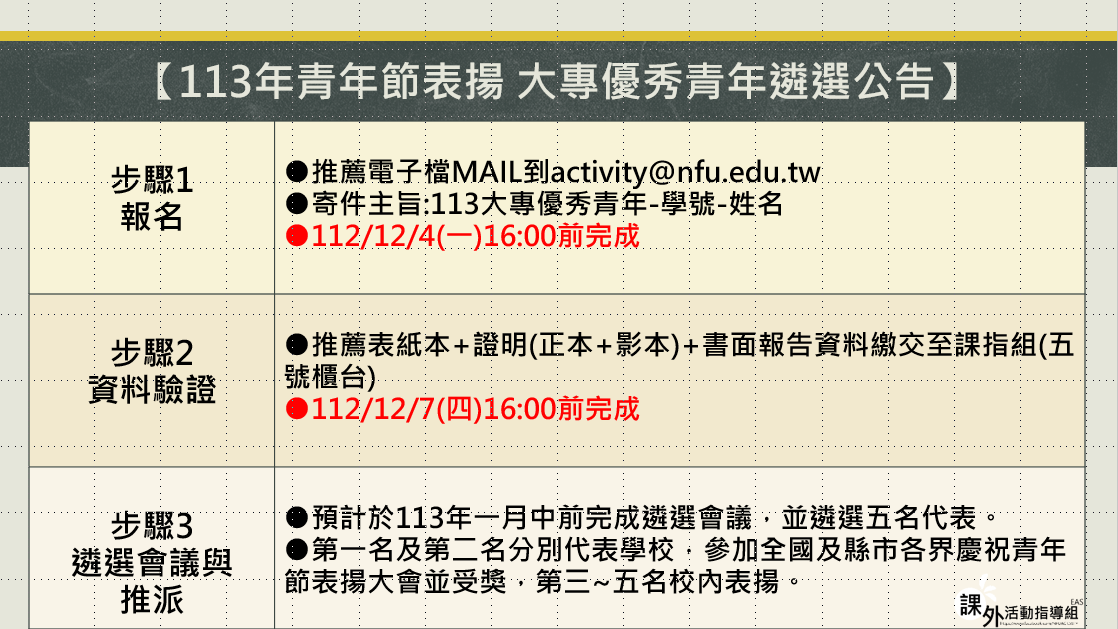 【113年青年節表揚 大專優秀青年遴選公告】
步驟1
報名
●推薦電子檔MAIL到activity@nfu.edu.tw
●寄件主旨:113大專優秀青年-學號-姓名
●112/12/4(一)16:00前完成
步驟2
資料驗證
●推薦表紙本+證明(正本+影本)+書面報告資料繳交至課指組(五
號櫃台)
●112/12/7(四)16:00前完成
步驟3
遴選會議與
推派
●預計於113年一月中前完成遴選會議，並遴選五名代表。
●第一名及第二名分別代表學校，參加全國及縣市各界慶祝青年
節表揚大會並受獎，第三~五名校內表揚。
課外活動指導組
EAS